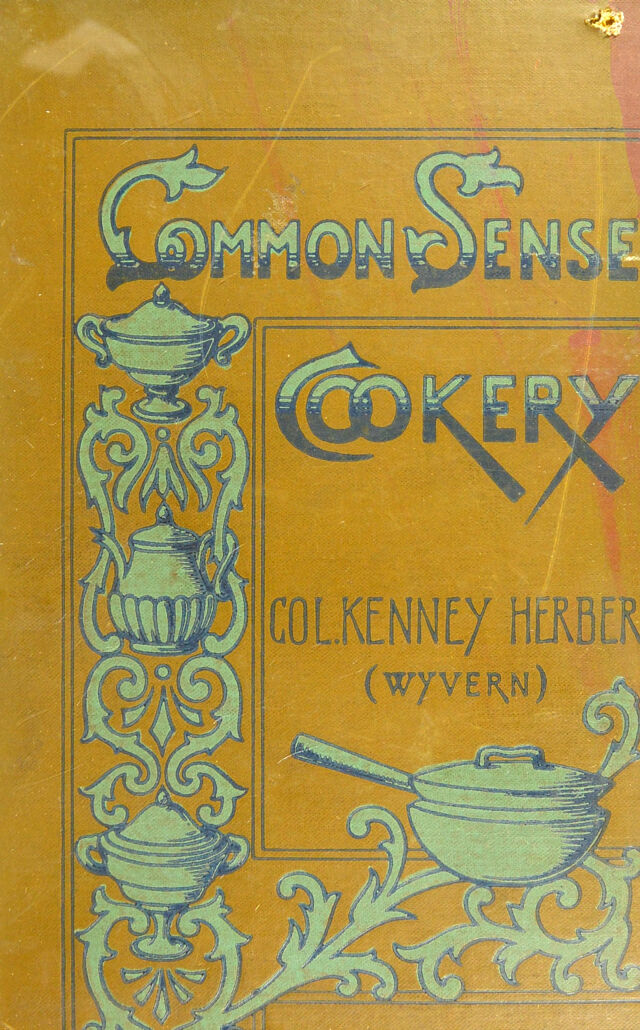 COMMON SENSE
COOKERY
COL. KENNEY HERBER
(WYVERN)